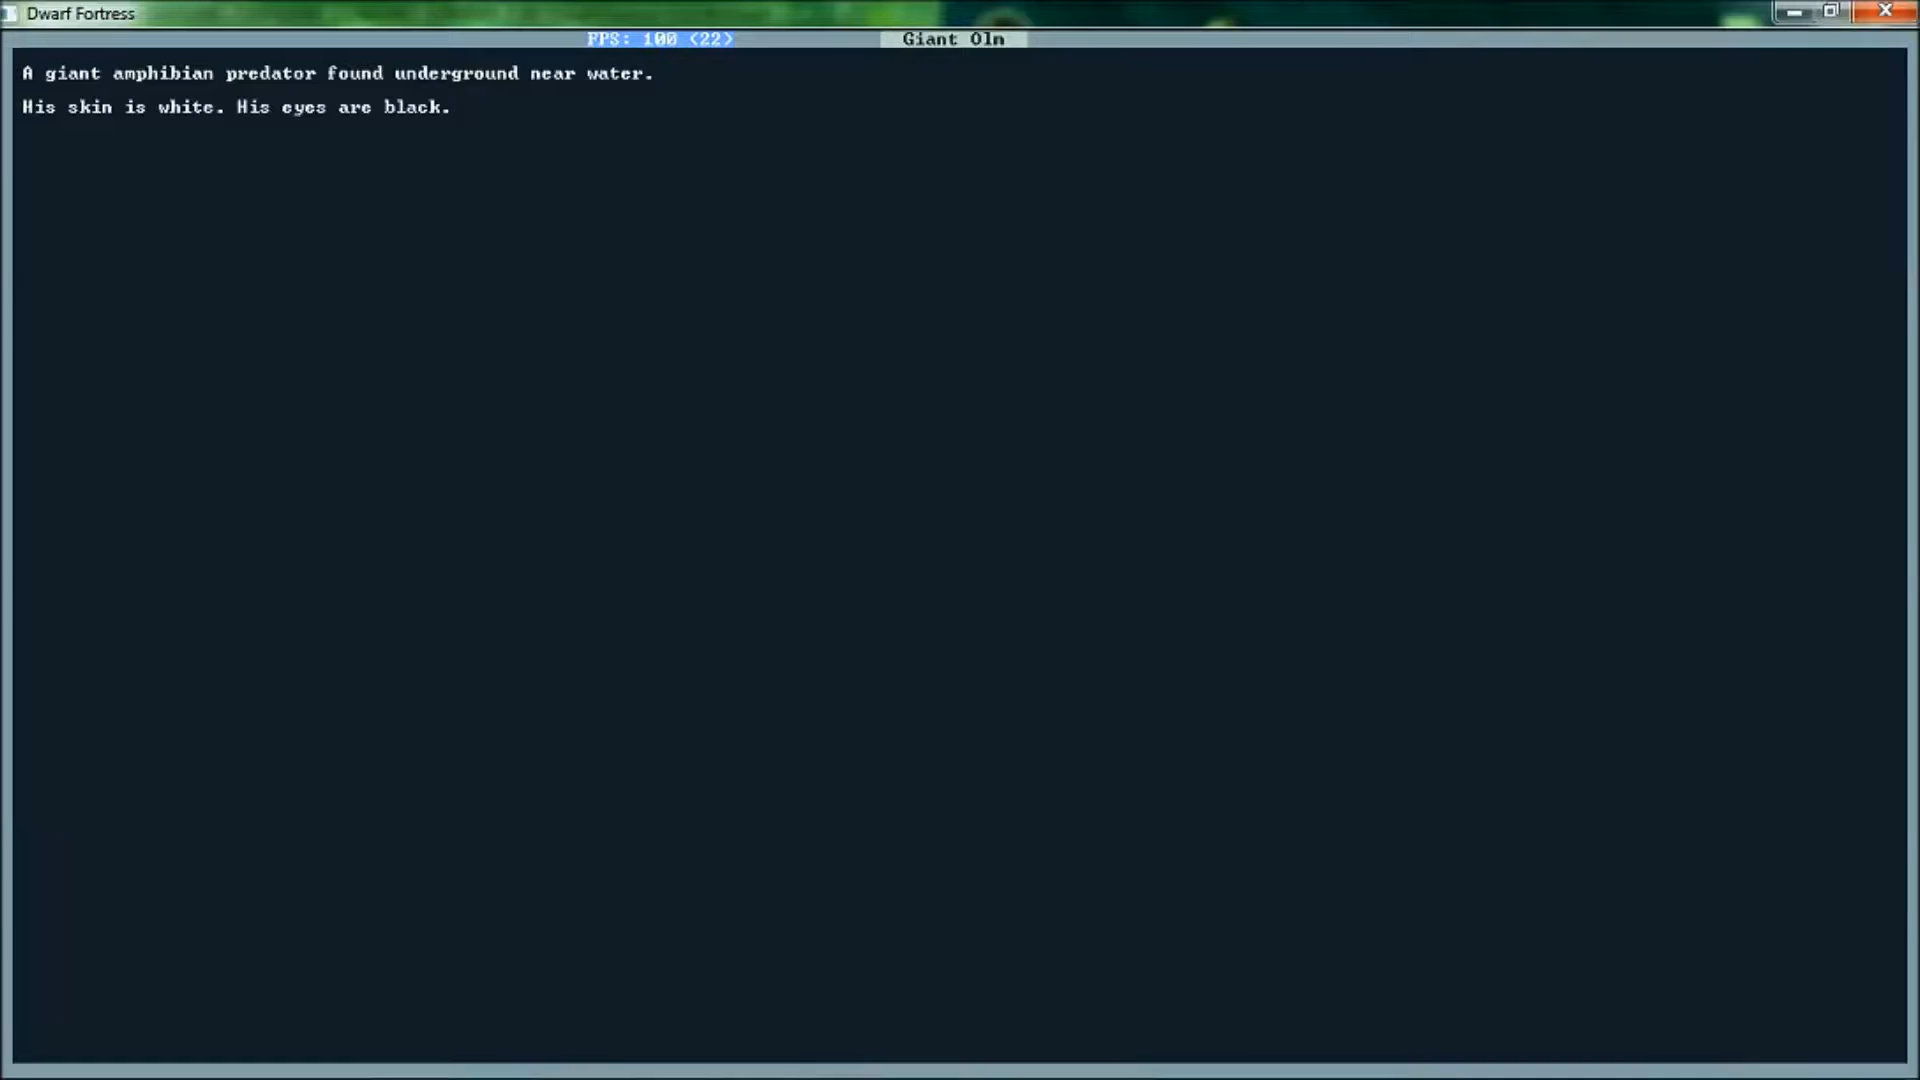 Dwarf Fortress
FPS: 100 (22) Giant Olm
A giant amphibian predator found underground near water.
His skin is white. His eyes are black.